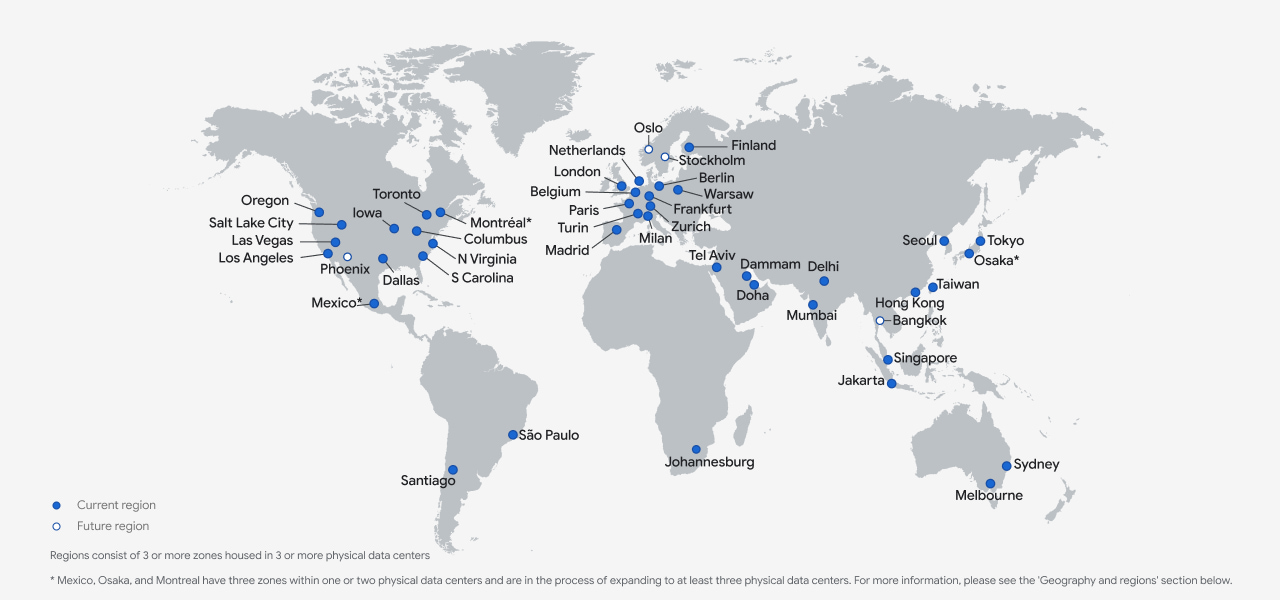 Oslo
Finland
Netherlands
Stockholm
London
Berlin
Belgium
Warsaw
Toronto
Oregon
Frankfurt
Paris
Iowa
Salt Lake City
Montréal*
Turin
Zurich
Las Vegas
Columbus
Milan
Seoul
Tokyo
Madrid
Los Angeles
N Virginia
Tel Aviv
Osaka*
Phoenix
Dammam
Delhi
S Carolina
Dallas
Taiwan
Doha
Mexico*
Hong Kong
Mumbai
Bangkok
Singapore
Jakarta
São Paulo
Johannesburg
Sydney
Santiago
Melbourne
Current region
Future region
Regions consist of 3 or more zones housed in 3 or more physical data centers
* Mexico, Osaka, and Montreal have three zones within one or two physical data centers and are in the process of expanding to at least three physical data centers. For more information, please see the 'Geography and regions' section below.